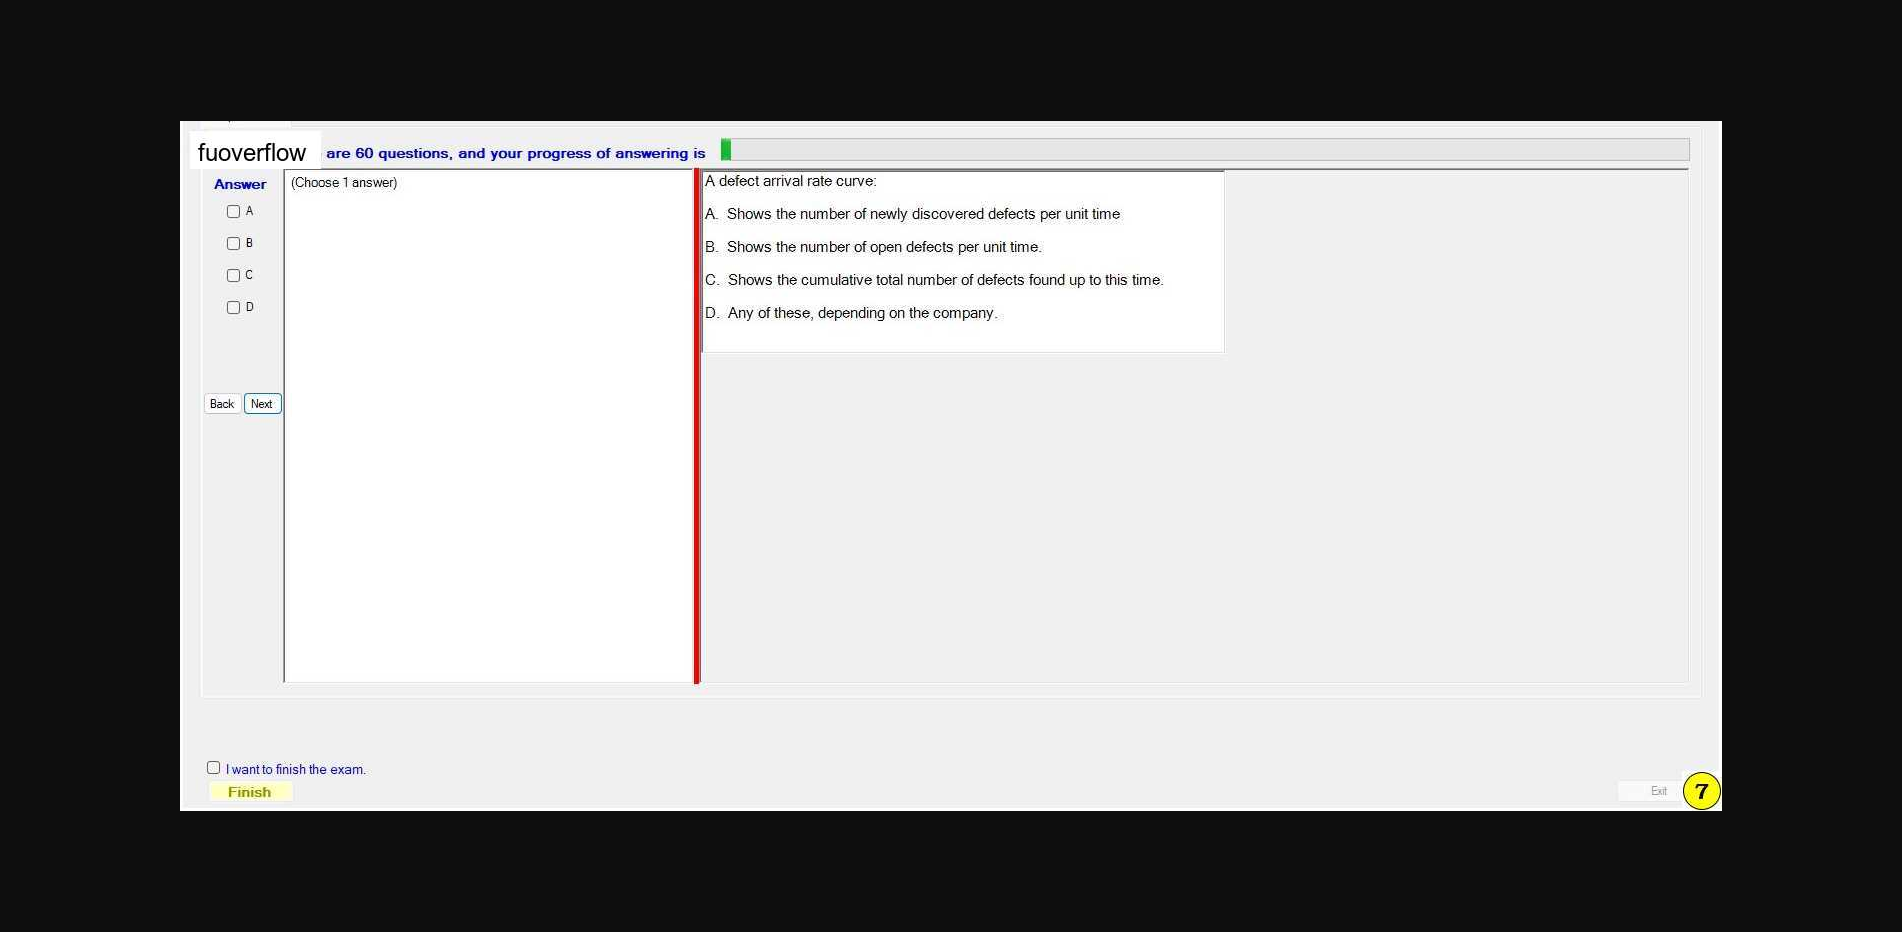 fuoverflow are 60 questions, and your progress of answering is
Answer
A
B
C
D
Back Next
(Choose 1 answer)
A defect arrival rate curve:
A. Shows the number of newly discovered defects per unit time
B. Shows the number of open defects per unit time.
C. Shows the cumulative total number of defects found up to this time.
D. Any of these, depending on the company.
I want to finish the exam.
Finish
Exit
7